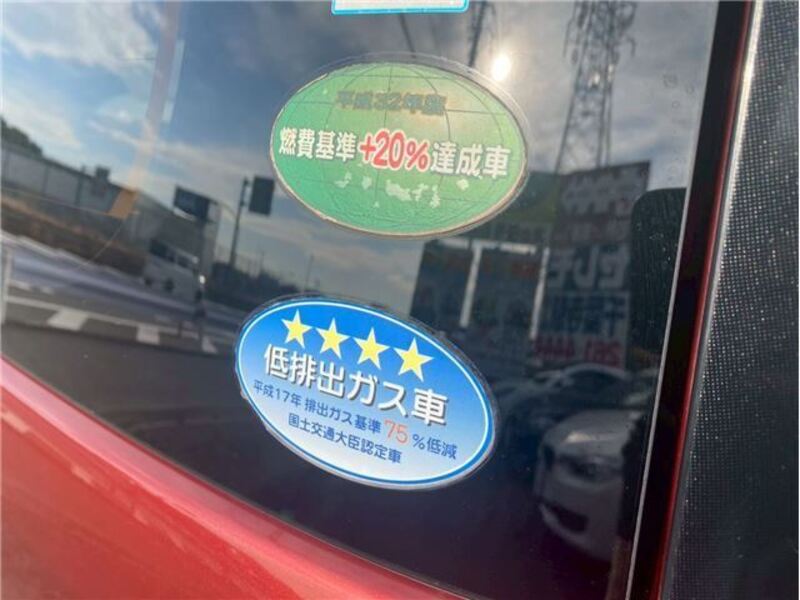 平成32年度
燃費基準+20%達成車
低排出ガス車
平成17年 排出ガス基準 75%低減
国土交通大臣認定車